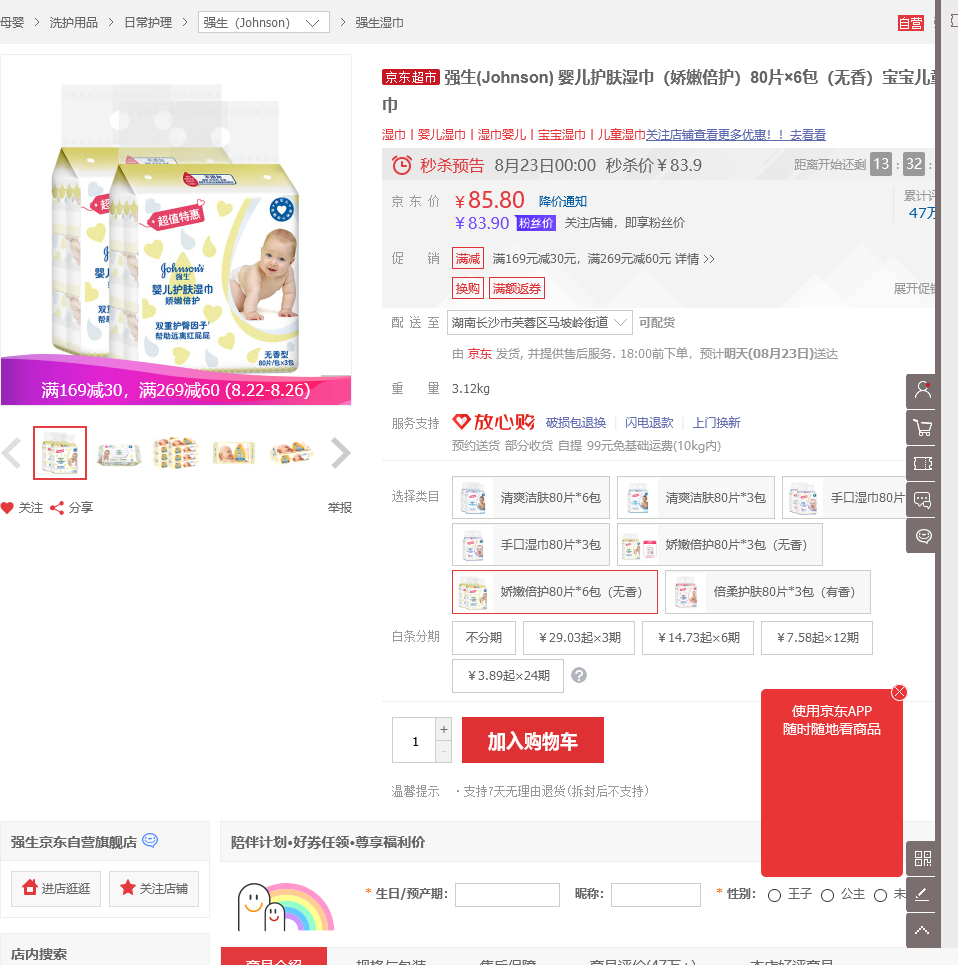 母婴 > 洗护用品 > 日常护理 > 强生（Johnson） > 强生湿巾
自营
京东超市 强生(Johnson) 婴儿护肤湿巾（娇嫩倍护）80片×6包（无香）宝宝儿童
巾
湿巾丨婴儿湿巾丨湿巾婴儿丨宝宝湿巾丨儿童湿巾关注店铺查看更多优惠！！去看看
秒杀预告 8月23日00:00 秒杀价￥83.9 距离开始还剩 13 : 32 :
京东价 ￥85.80 降价通知
累计评
47万
￥83.90 粉丝价 关注店铺，即享粉丝价
促销 满减 满169元减30元，满269元减60元 详情 >>
换购 满额返券
展开促销
配送至 湖南长沙市芙蓉区马坡岭街道 可配货
由 京东 发货, 并提供售后服务. 18:00前下单，预计明天(08月23日)送达
重量 3.12kg
服务支持 放心购 破损包退换 闪电退款 上门换新
预约送货 部分收货 自提 99元免基础运费(10kg内)
选择类目 清爽洁肤80片*6包 清爽洁肤80片*3包 手口湿巾80片*
手口湿巾80片*3包 娇嫩倍护80片*3包（无香）
娇嫩倍护80片*6包（无香） 倍柔护肤80片*3包（有香）
白条分期 不分期 ￥29.03起×3期 ￥14.73起×6期 ￥7.58起×12期
￥3.89起×24期 ?
1 + - 加入购物车
温馨提示 ·支持7天无理由退货(拆封后不支持)
超值特惠
Johnson's
强生
婴儿护肤湿巾
娇嫩倍护
双重护臀因子
帮助远离红屁屁
无香型
80片/包×3包
满169减30，满269减60 (8.22-8.26)
关注 分享 举报
使用京东APP
随时随地看商品
强生京东自营旗舰店
进店逛逛 关注店铺
店内搜索
陪伴计划•好券任领•尊享福利价
* 生日/预产期： 昵称： * 性别： 王子 公主 未
商品介绍 规格与包装 售后保障 商品评价(47万+) 本店好评商品